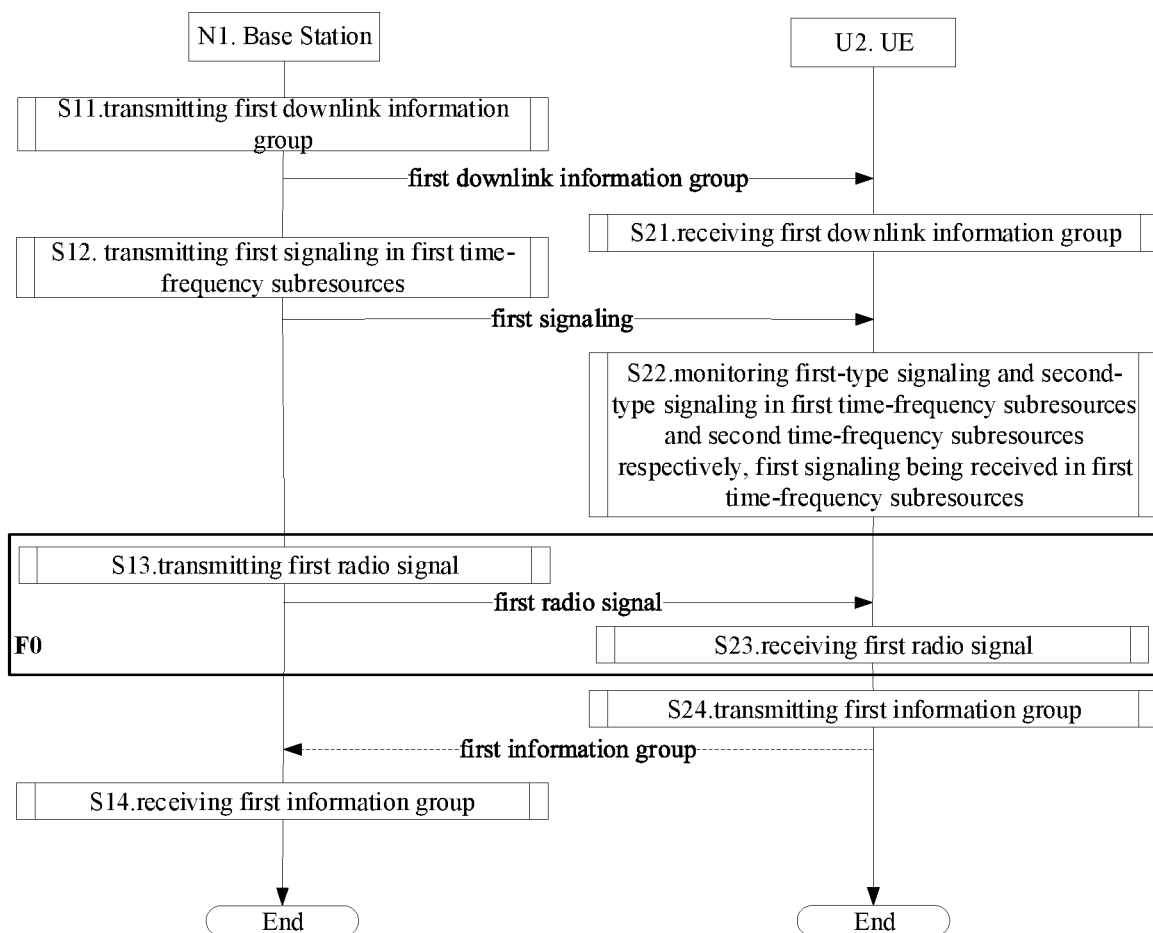 N1. Base Station
U2. UE
S11.transmitting first downlink information
group
first downlink information group
S21.receiving first downlink information group
S12. transmitting first signaling in first time-
frequency subresources
first signaling
S22.monitoring first-type signaling and second-
type signaling in first time-frequency subresources
and second time-frequency subresources
respectively, first signaling being received in first
time-frequency subresources
S13.transmitting first radio signal
first radio signal
F0
S23.receiving first radio signal
S24.transmitting first information group
first information group
S14.receiving first information group
End
End